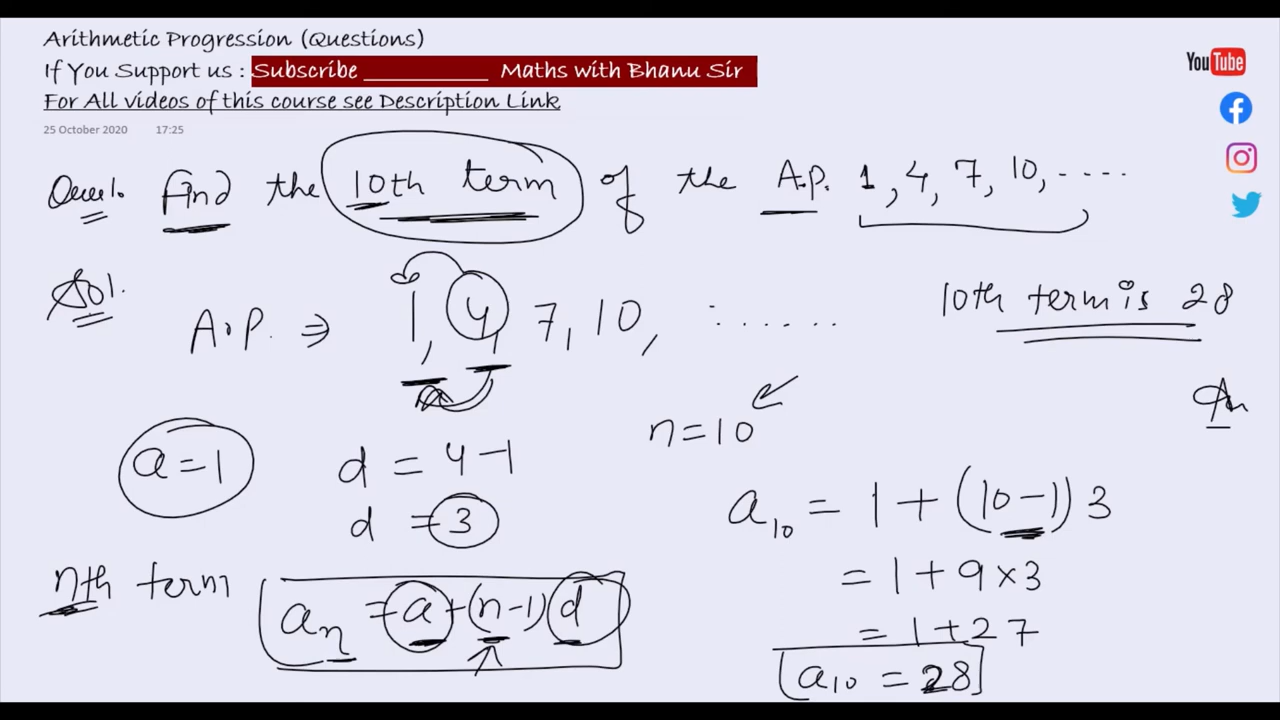 Arithmetic Progression (Questions)
If You Support us : Subscribe ____________ Maths with Bhanu Sir
For All videos of this course see Description Link
25 October 2020 17:25
YouTube
Ques1. Find the 10th term of the A.P. 1, 4, 7, 10, ·····
Sol.
A.P. ⇒ 1, 4, 7, 10, ·······
10th term is 28
a = 1
d = 4 - 1
d = 3
nth term
aₙ = a + (n-1) d
n = 10
a₁₀ = 1 + (10-1) 3
= 1 + 9 × 3
= 1 + 27
a₁₀ = 28